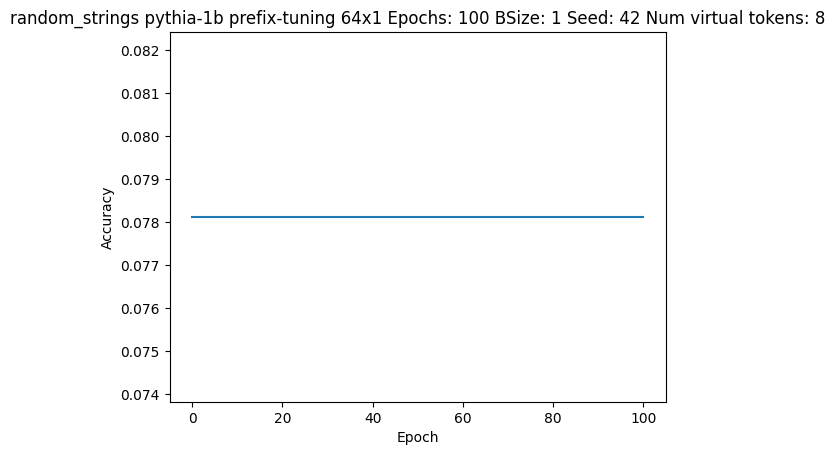 random_strings pythia-1b prefix-tuning 64x1 Epochs: 100 BSize: 1 Seed: 42 Num virtual tokens: 8
0.082
0.081
0.080
0.079
0.078
0.077
0.076
0.075
0.074
Accuracy
0 20 40 60 80 100
Epoch